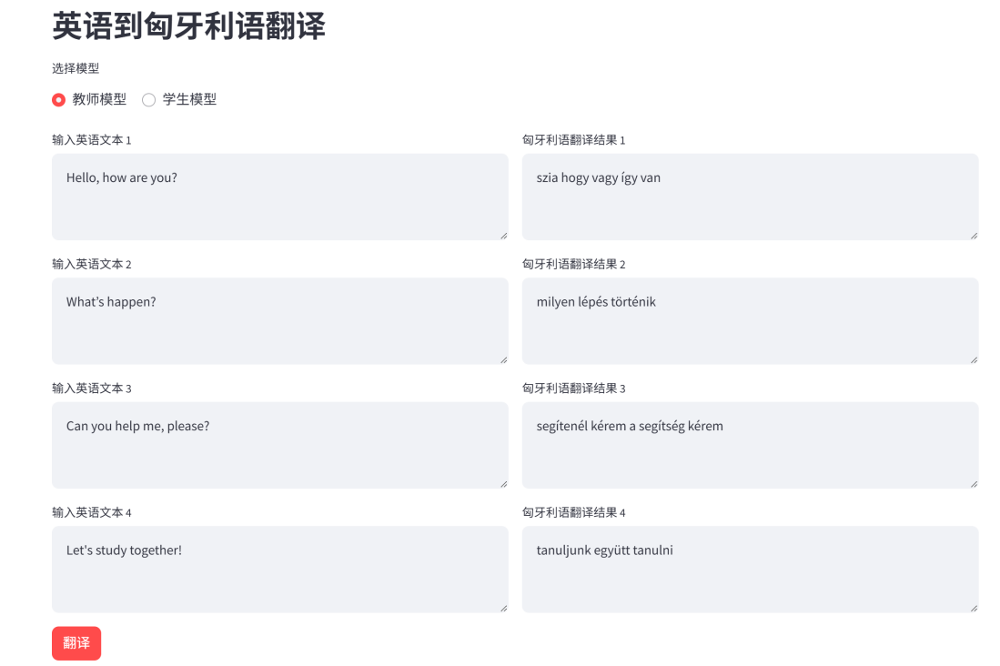 英语到匈牙利语翻译
选择模型
教师模型 学生模型
输入英语文本 1
匈牙利语翻译结果 1
Hello, how are you?
szia hogy vagy így van
输入英语文本 2
匈牙利语翻译结果 2
What’s happen?
milyen lépés történik
输入英语文本 3
匈牙利语翻译结果 3
Can you help me, please?
segítenél kérem a segítség kérem
输入英语文本 4
匈牙利语翻译结果 4
Let's study together!
tanuljunk együtt tanulni
翻译